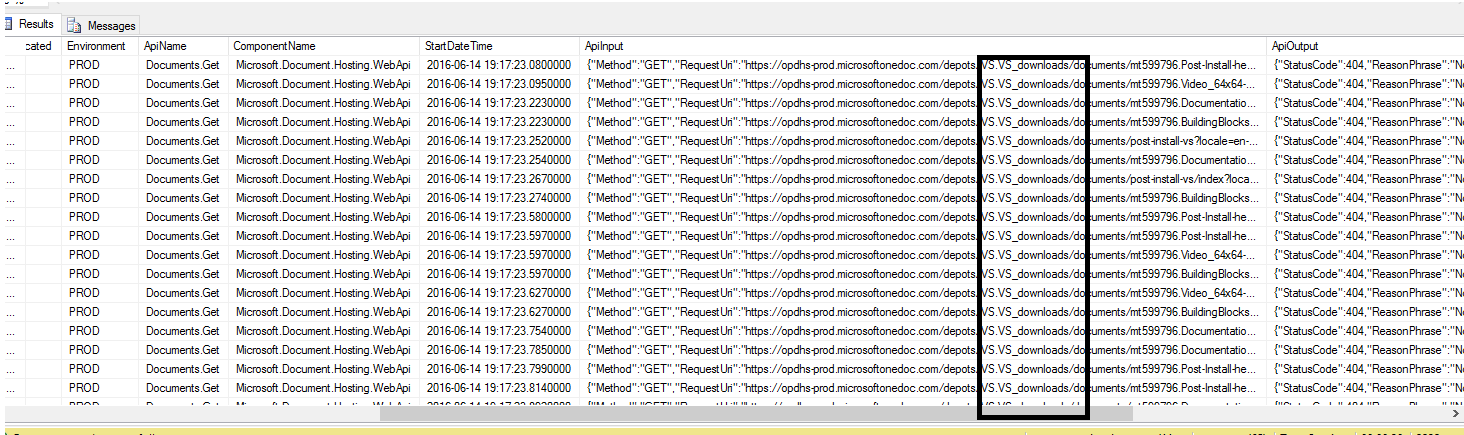 Results Messages
cated Environment ApiName ComponentName StartDateTime ApiInput ApiOutput
... PROD Documents.Get Microsoft.Document.Hosting.WebApi 2016-06-14 19:17:23.0800000 {"Method":"GET","RequestUri":"https://opdhs-prod.microsoftonedoc.com/depots/VS.VS_downloads/documents/mt599796.Post-Install-he... {"StatusCode":404,"ReasonPhrase":"No
... PROD Documents.Get Microsoft.Document.Hosting.WebApi 2016-06-14 19:17:23.0950000 {"Method":"GET","RequestUri":"https://opdhs-prod.microsoftonedoc.com/depots/VS.VS_downloads/documents/mt599796.Video_64x64-... {"StatusCode":404,"ReasonPhrase":"No
... PROD Documents.Get Microsoft.Document.Hosting.WebApi 2016-06-14 19:17:23.2230000 {"Method":"GET","RequestUri":"https://opdhs-prod.microsoftonedoc.com/depots/VS.VS_downloads/documents/mt599796.Documentatio... {"StatusCode":404,"ReasonPhrase":"No
... PROD Documents.Get Microsoft.Document.Hosting.WebApi 2016-06-14 19:17:23.2230000 {"Method":"GET","RequestUri":"https://opdhs-prod.microsoftonedoc.com/depots/VS.VS_downloads/documents/mt599796.BuildingBlocks... {"StatusCode":404,"ReasonPhrase":"No
... PROD Documents.Get Microsoft.Document.Hosting.WebApi 2016-06-14 19:17:23.2520000 {"Method":"GET","RequestUri":"https://opdhs-prod.microsoftonedoc.com/depots/VS.VS_downloads/documents/post-install-vs?locale=en-... {"StatusCode":404,"ReasonPhrase":"No
... PROD Documents.Get Microsoft.Document.Hosting.WebApi 2016-06-14 19:17:23.2540000 {"Method":"GET","RequestUri":"https://opdhs-prod.microsoftonedoc.com/depots/VS.VS_downloads/documents/mt599796.Documentatio... {"StatusCode":404,"ReasonPhrase":"No
... PROD Documents.Get Microsoft.Document.Hosting.WebApi 2016-06-14 19:17:23.2670000 {"Method":"GET","RequestUri":"https://opdhs-prod.microsoftonedoc.com/depots/VS.VS_downloads/documents/post-install-vs/index?loca... {"StatusCode":404,"ReasonPhrase":"No
... PROD Documents.Get Microsoft.Document.Hosting.WebApi 2016-06-14 19:17:23.2740000 {"Method":"GET","RequestUri":"https://opdhs-prod.microsoftonedoc.com/depots/VS.VS_downloads/documents/mt599796.BuildingBlocks... {"StatusCode":404,"ReasonPhrase":"No
... PROD Documents.Get Microsoft.Document.Hosting.WebApi 2016-06-14 19:17:23.5800000 {"Method":"GET","RequestUri":"https://opdhs-prod.microsoftonedoc.com/depots/VS.VS_downloads/documents/mt599796.Post-Install-he... {"StatusCode":404,"ReasonPhrase":"No
... PROD Documents.Get Microsoft.Document.Hosting.WebApi 2016-06-14 19:17:23.5970000 {"Method":"GET","RequestUri":"https://opdhs-prod.microsoftonedoc.com/depots/VS.VS_downloads/documents/mt599796.Post-Install-he... {"StatusCode":404,"ReasonPhrase":"No
... PROD Documents.Get Microsoft.Document.Hosting.WebApi 2016-06-14 19:17:23.5970000 {"Method":"GET","RequestUri":"https://opdhs-prod.microsoftonedoc.com/depots/VS.VS_downloads/documents/mt599796.Video_64x64-... {"StatusCode":404,"ReasonPhrase":"No
... PROD Documents.Get Microsoft.Document.Hosting.WebApi 2016-06-14 19:17:23.5970000 {"Method":"GET","RequestUri":"https://opdhs-prod.microsoftonedoc.com/depots/VS.VS_downloads/documents/mt599796.BuildingBlocks... {"StatusCode":404,"ReasonPhrase":"No
... PROD Documents.Get Microsoft.Document.Hosting.WebApi 2016-06-14 19:17:23.6270000 {"Method":"GET","RequestUri":"https://opdhs-prod.microsoftonedoc.com/depots/VS.VS_downloads/documents/mt599796.Video_64x64-... {"StatusCode":404,"ReasonPhrase":"No
... PROD Documents.Get Microsoft.Document.Hosting.WebApi 2016-06-14 19:17:23.6270000 {"Method":"GET","RequestUri":"https://opdhs-prod.microsoftonedoc.com/depots/VS.VS_downloads/documents/mt599796.BuildingBlocks... {"StatusCode":404,"ReasonPhrase":"No
... PROD Documents.Get Microsoft.Document.Hosting.WebApi 2016-06-14 19:17:23.7540000 {"Method":"GET","RequestUri":"https://opdhs-prod.microsoftonedoc.com/depots/VS.VS_downloads/documents/mt599796.Documentatio... {"StatusCode":404,"ReasonPhrase":"No
... PROD Documents.Get Microsoft.Document.Hosting.WebApi 2016-06-14 19:17:23.7850000 {"Method":"GET","RequestUri":"https://opdhs-prod.microsoftonedoc.com/depots/VS.VS_downloads/documents/mt599796.Documentatio... {"StatusCode":404,"ReasonPhrase":"No
... PROD Documents.Get Microsoft.Document.Hosting.WebApi 2016-06-14 19:17:23.7990000 {"Method":"GET","RequestUri":"https://opdhs-prod.microsoftonedoc.com/depots/VS.VS_downloads/documents/mt599796.Post-Install-he... {"StatusCode":404,"ReasonPhrase":"No
... PROD Documents.Get Microsoft.Document.Hosting.WebApi 2016-06-14 19:17:23.8140000 {"Method":"GET","RequestUri":"https://opdhs-prod.microsoftonedoc.com/depots/VS.VS_downloads/documents/mt599796.Post-Install-he... {"StatusCode":404,"ReasonPhrase":"No